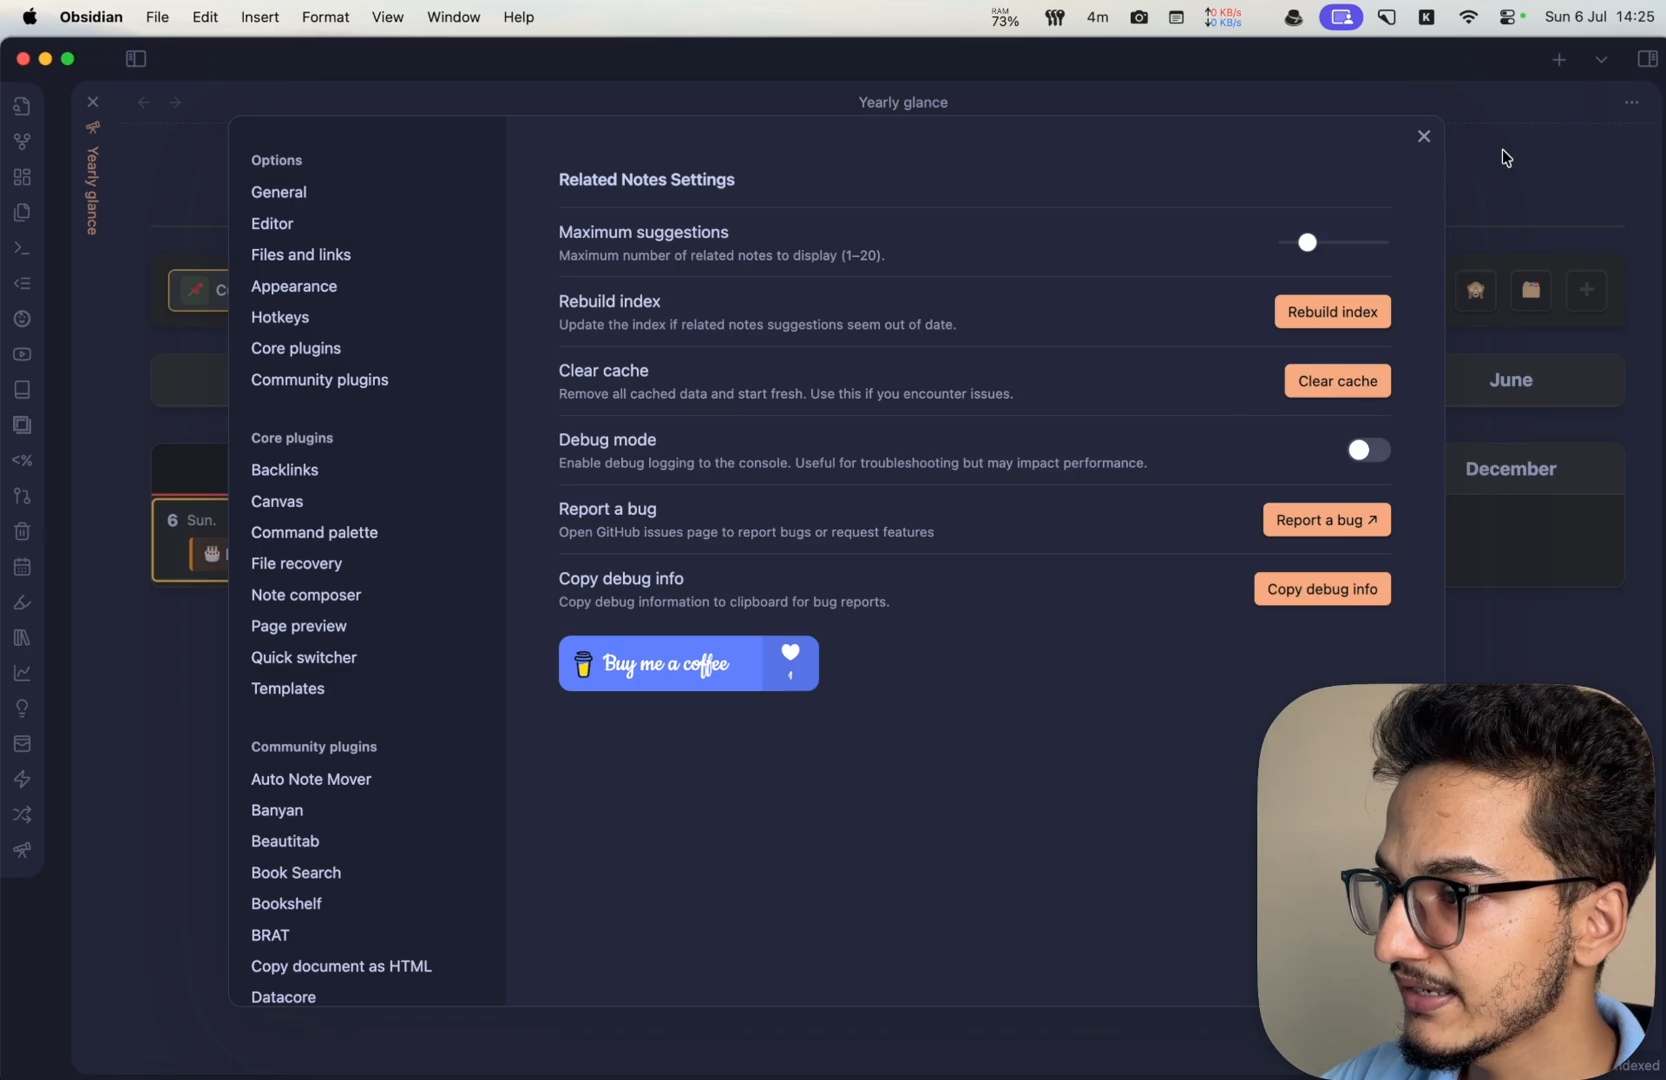 Obsidian File Edit Insert Format View Window Help
RAM
73%
4m
0 KB/s
0 KB/s
K
Sun 6 Jul 14:25
Yearly glance
Yearly glance
Options
General
Editor
Files and links
Appearance
Hotkeys
Core plugins
Community plugins
Core plugins
Backlinks
Canvas
Command palette
File recovery
Note composer
Page preview
Quick switcher
Templates
Community plugins
Auto Note Mover
Banyan
Beautitab
Book Search
Bookshelf
BRAT
Copy document as HTML
Datacore
Related Notes Settings
Maximum suggestions
Maximum number of related notes to display (1–20).
Rebuild index
Update the index if related notes suggestions seem out of date.
Rebuild index
Clear cache
Remove all cached data and start fresh. Use this if you encounter issues.
Clear cache
Debug mode
Enable debug logging to the console. Useful for troubleshooting but may impact performance.
Report a bug
Open GitHub issues page to report bugs or request features
Report a bug ↗
Copy debug info
Copy debug information to clipboard for bug reports.
Copy debug info
Buy me a coffee
1
6 Sun.
June
December